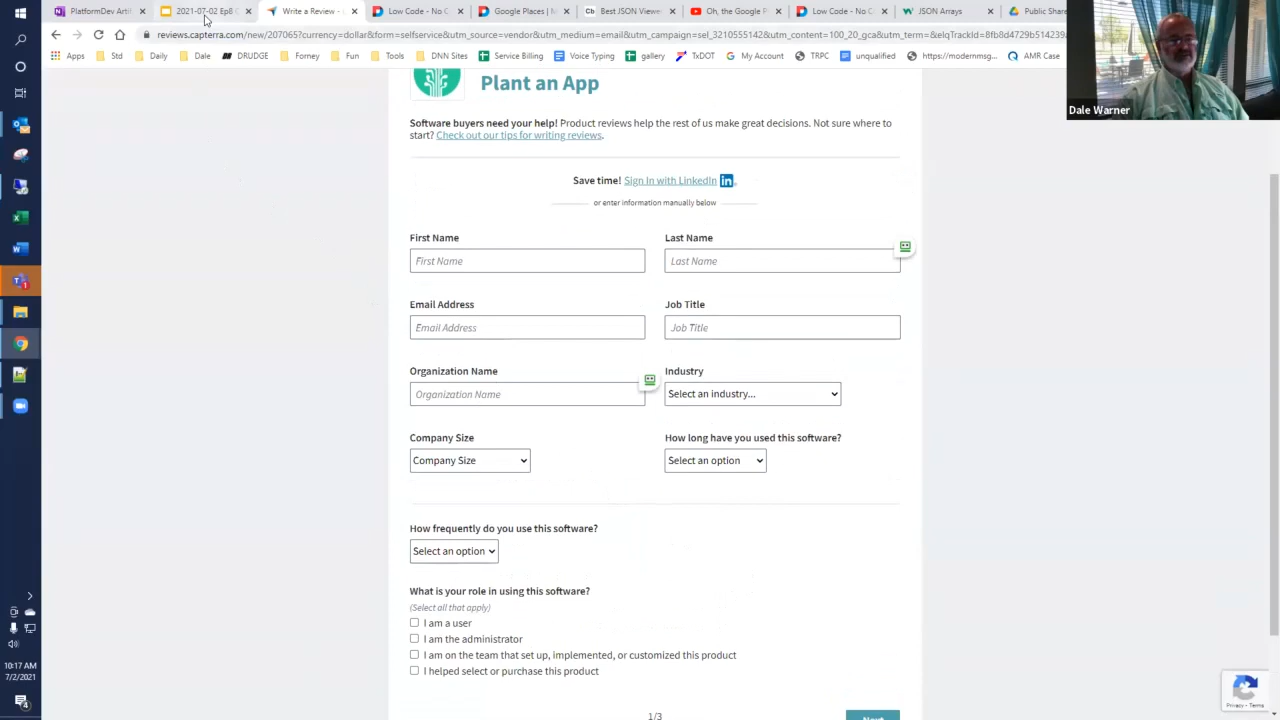 PlatformDev Artif
2021-07-02 Ep8
Write a Review -
Low Code - No C
Google Places | M
Best JSON Viewe
Oh, the Google
Low Code - No C
JSON Arrays
Public Share
Apps
Std
Daily
Dale
DRUDGE
Forney
Fun
Tools
DNN Sites
Service Billing
Voice Typing
gallery
TxDOT
My Account
TRPC
unqualified
https://modernmsg...
AMR Case
Dale Warner
Plant an App
Software buyers need your help! Product reviews help the rest of us make great decisions. Not sure where to
start? Check out our tips for writing reviews.
Save time! Sign In with LinkedIn
or enter information manually below
First Name
Last Name
First Name
Last Name
Email Address
Job Title
Email Address
Job Title
Organization Name
Industry
Organization Name
Select an industry...
Company Size
How long have you used this software?
Company Size
Select an option
How frequently do you use this software?
Select an option
What is your role in using this software?
(Select all that apply)
I am a user
I am the administrator
I am on the team that set up, implemented, or customized this product
I helped select or purchase this product
1/3
Next
Privacy - Terms
10:17 AM
7/2/2021